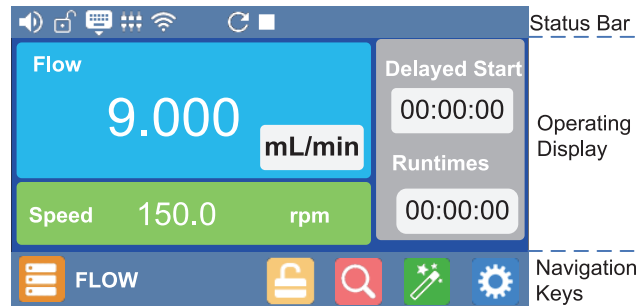 Status Bar
Flow
9.000
mL/min
Delayed Start
00:00:00
Runtimes
00:00:00
Operating
Display
Speed 150.0 rpm
FLOW
Navigation
Keys